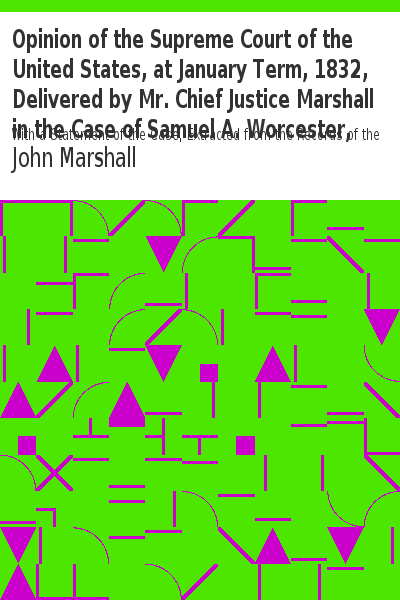 Opinion of the Supreme Court of the
United States, at January Term, 1832,
Delivered by Mr. Chief Justice Marshall
in the Case of Samuel A. Worcester,
With a Statement of the Case, Extracted from the Records of the
John Marshall